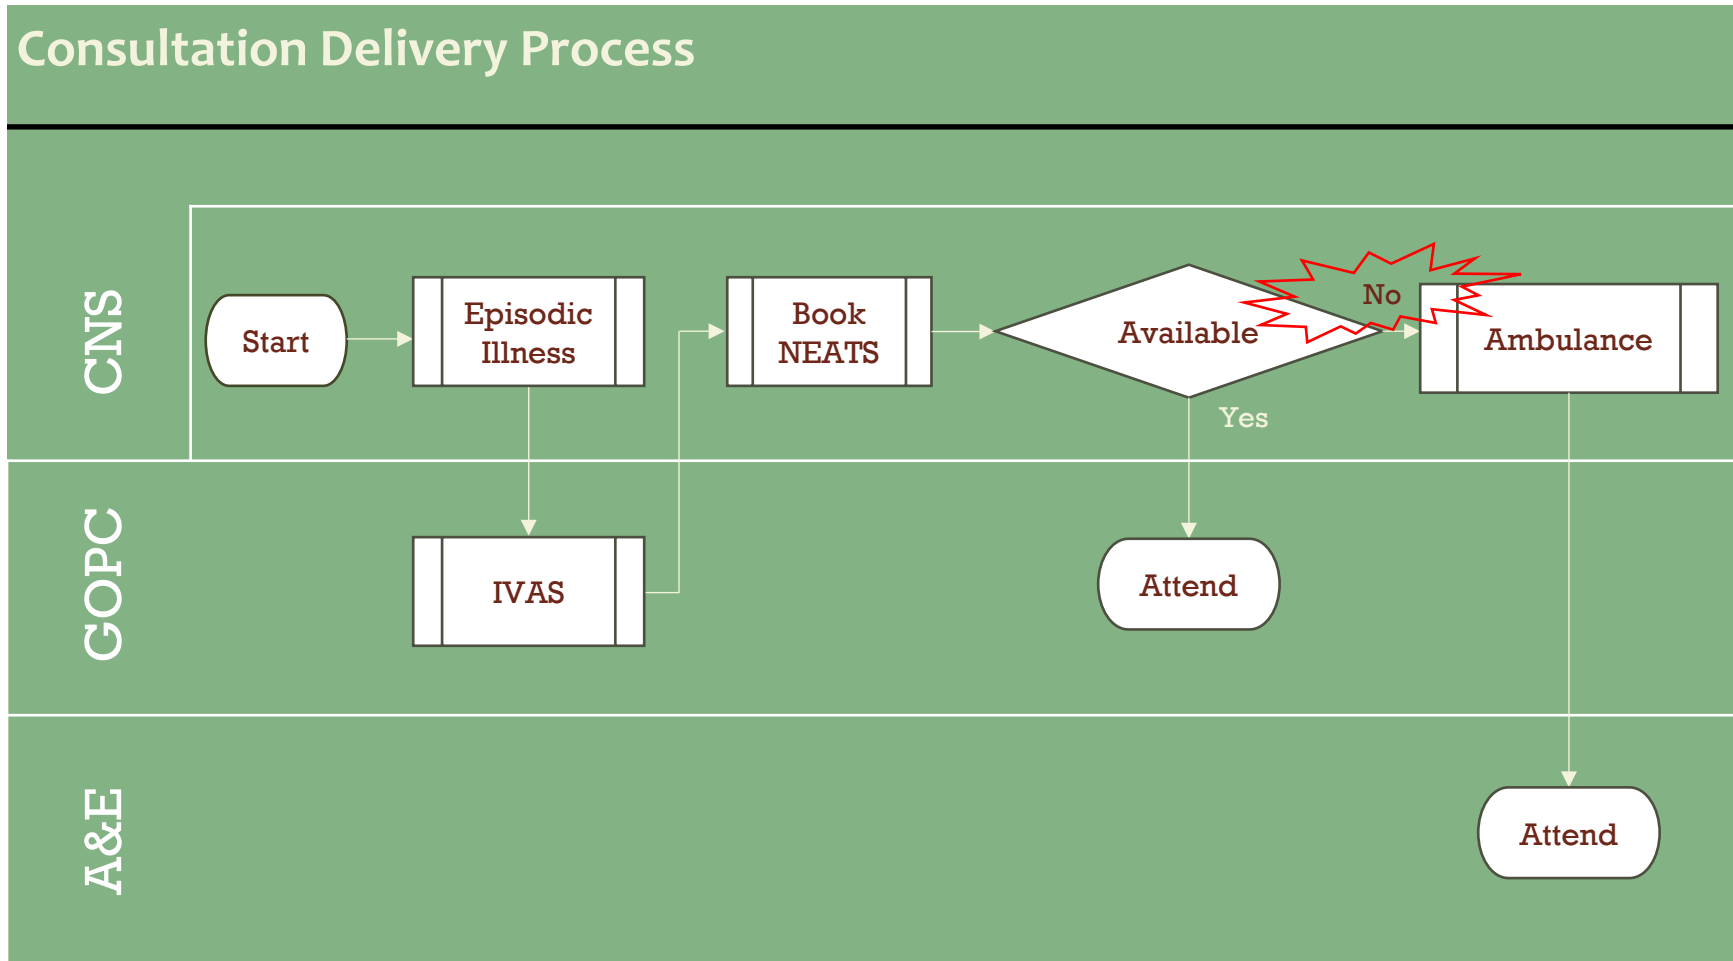 Consultation Delivery Process
CNS
Start
Episodic
Illness
Book
NEATS
Available
No
Ambulance
Yes
GOPC
IVAS
Attend
A&E
Attend